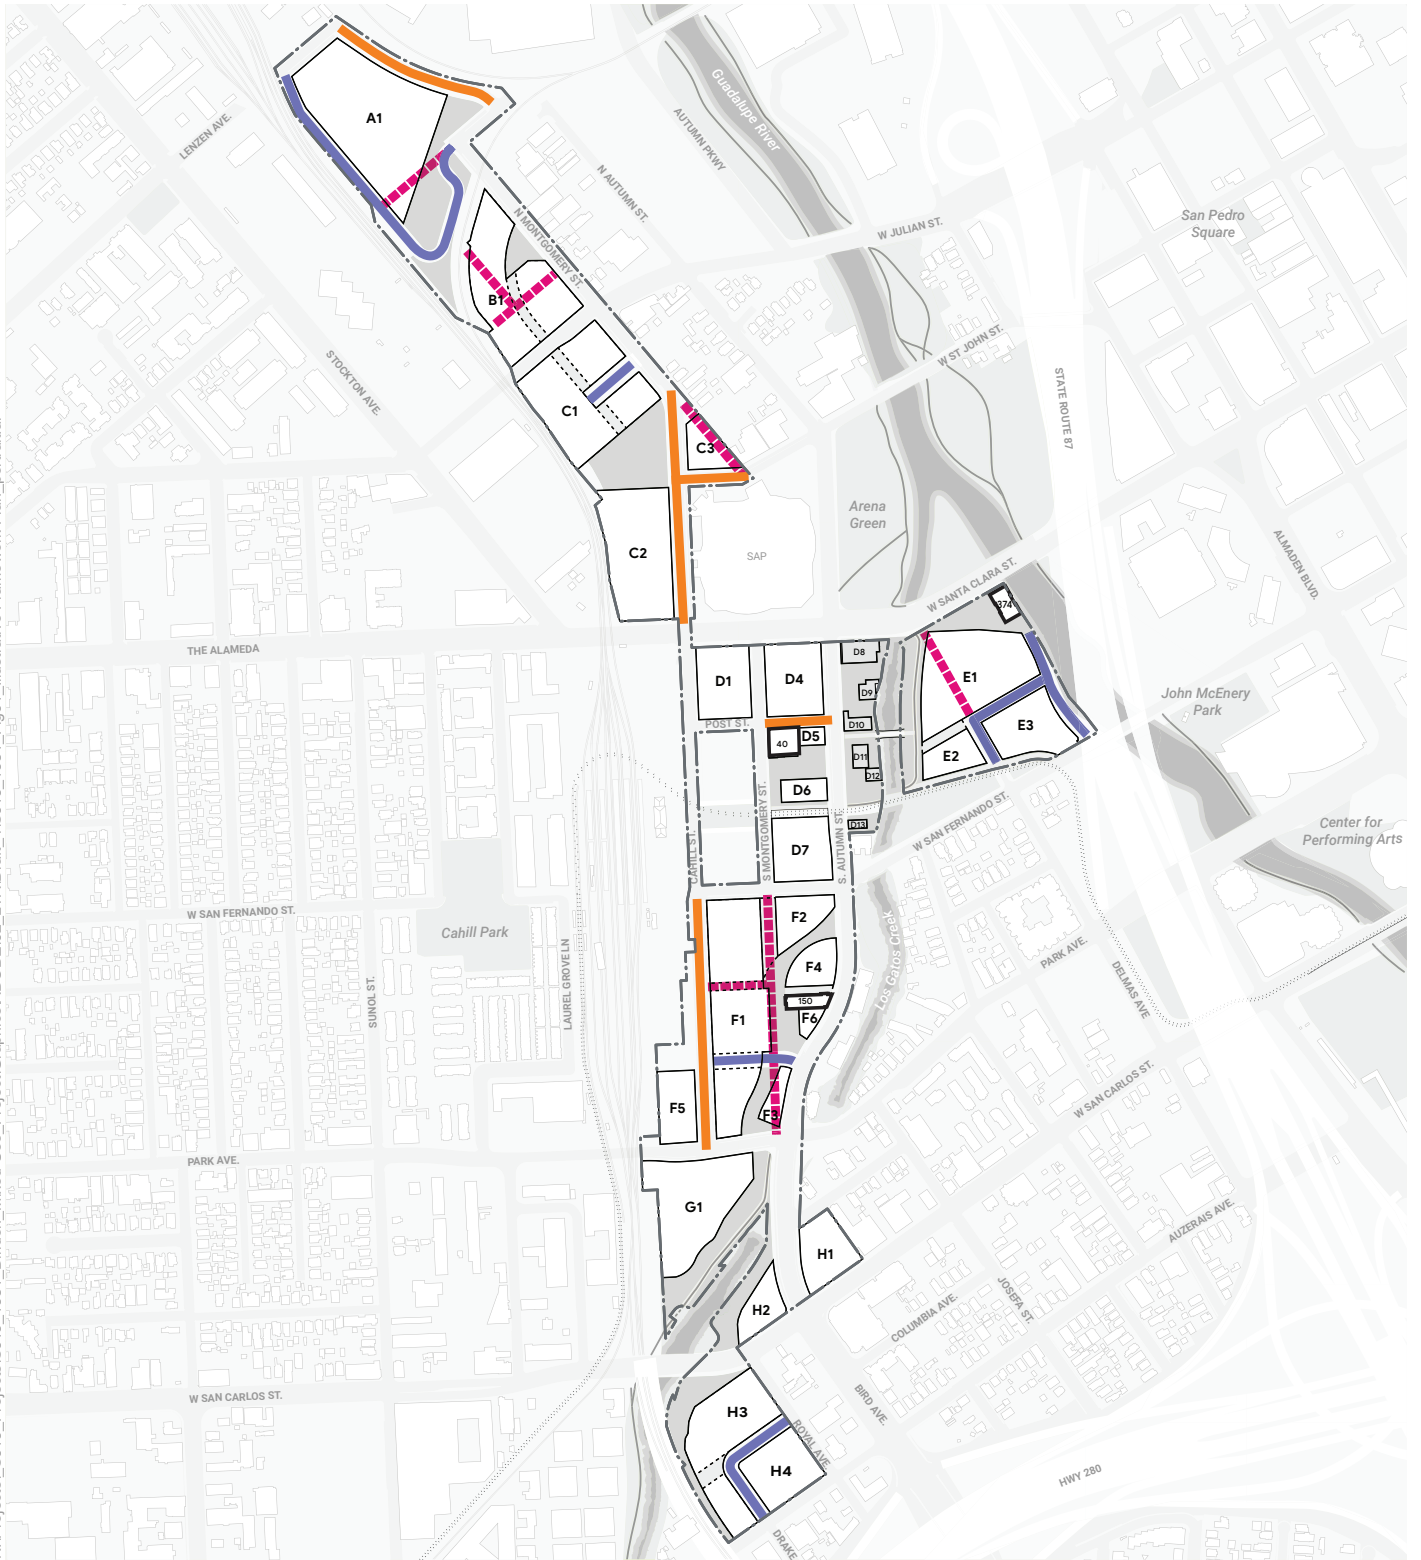 Guadalupe River
AUTUMN PKWY
LENZEN AVE.
A1
N AUTUMN ST.
San Pedro
Square
W JULIAN ST.
N MONTGOMERY ST.
B1
W ST JOHN ST.
STOCKTON AVE.
STATE ROUTE 87
C1
C3
Arena
Green
C2
SAP
ALMADEN BLVD.
W SANTA CLARA ST.
374
THE ALAMEDA
D8
D1
D4
E1
D9
John McEnery
Park
POST ST.
D10
E3
D5
40
D11
E2
D12
D6
S MONTGOMERY ST.
W SAN FERNANDO ST.
D13
Center for
Performing Arts
CAHILL ST.
D7
S. AUTUMN ST.
W SAN FERNANDO ST.
F2
Cahill Park
PARK AVE.
Los Gatos Creek
F4
DELMAS AVE
LAUREL GROVE LN
SUNOL ST.
150
F1
F6
W SAN CARLOS ST.
F5
F3
PARK AVE.
G1
AUZERAIS AVE.
H1
JOSEFA ST.
H2
COLUMBIA AVE.
W SAN CARLOS ST.
BIRD AVE.
H3
ROYAL AVE.
H4
HWY 280
DRAKE